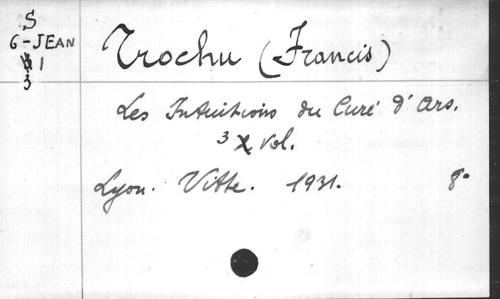 S
6-JEAN
1
3
Trochu (Francis)
Les Intuitions du Curé d'Ars.
3 vol.
Lyon. Vitte. 1931. 8°